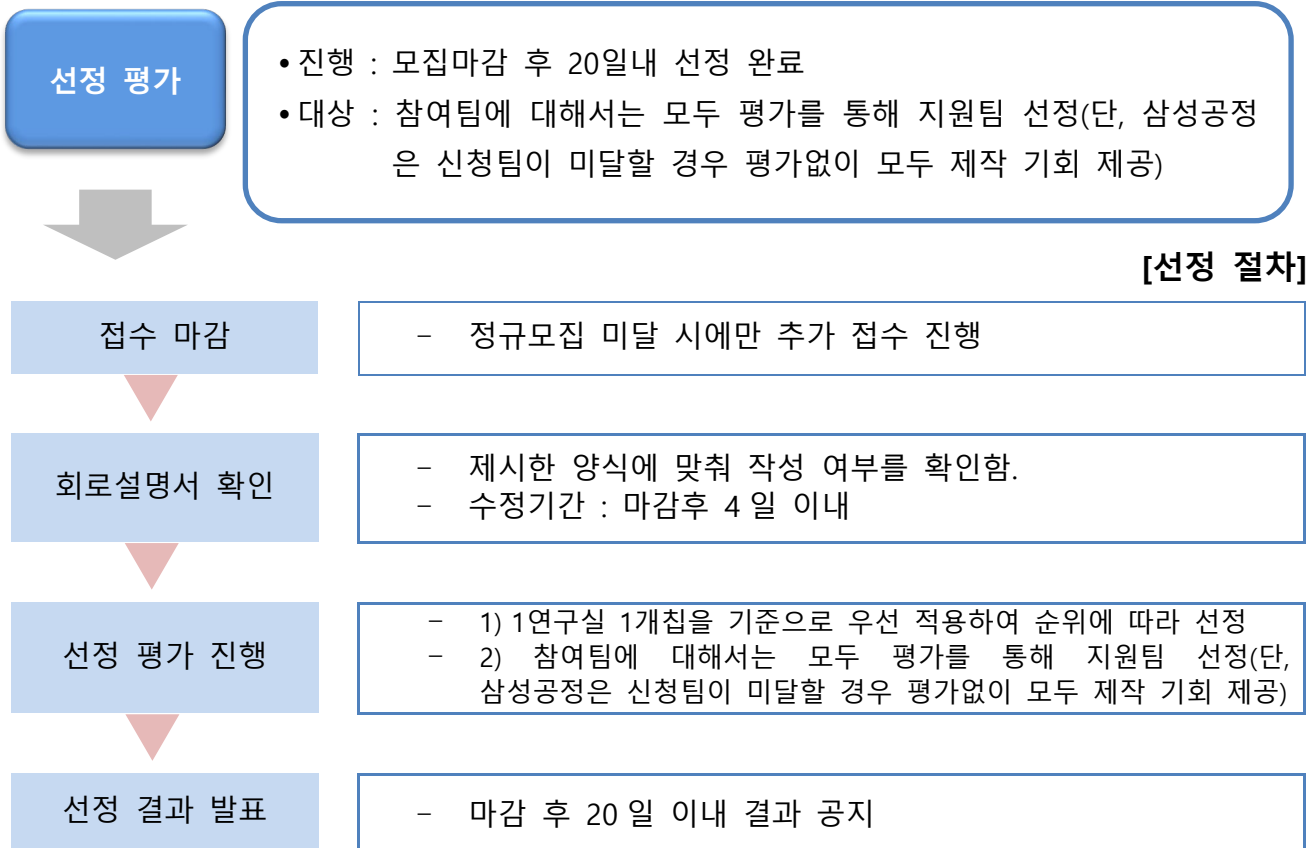 선정 평가
• 진행 : 모집마감 후 20일내 선정 완료
• 대상 : 참여팀에 대해서는 모두 평가를 통해 지원팀 선정(단, 삼성공정
은 신청팀이 미달할 경우 평가없이 모두 제작 기회 제공)
[선정 절차]
접수 마감
- 정규모집 미달 시에만 추가 접수 진행
회로설명서 확인
- 제시한 양식에 맞춰 작성 여부를 확인함.
- 수정기간 : 마감후 4일 이내
선정 평가 진행
- 1) 1연구실 1개칩을 기준으로 우선 적용하여 순위에 따라 선정
- 2) 참여팀에 대해서는 모두 평가를 통해 지원팀 선정(단,
삼성공정은 신청팀이 미달할 경우 평가없이 모두 제작 기회 제공)
선정 결과 발표
- 마감 후 20일 이내 결과 공지